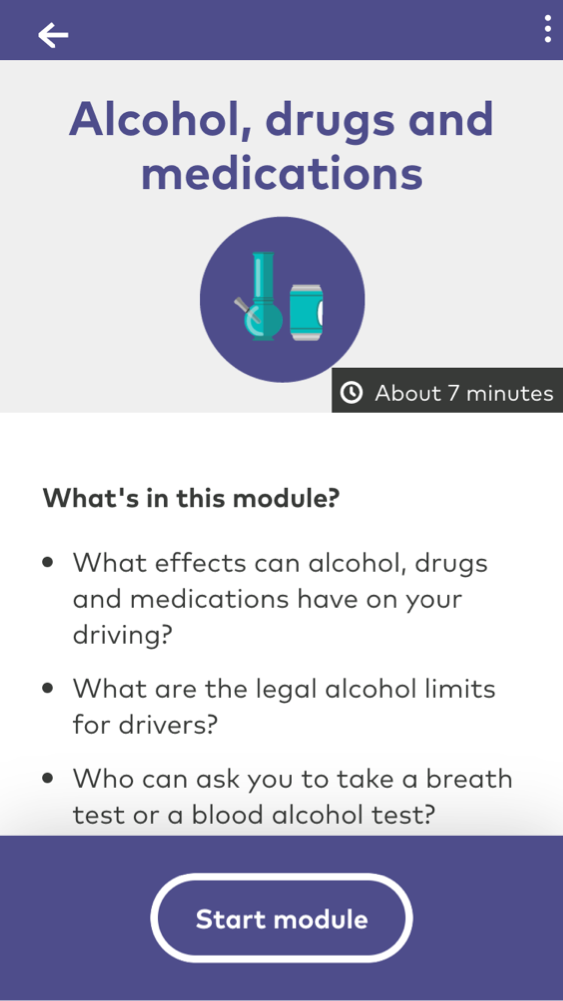 Alcohol, drugs and
medications
About 7 minutes
What's in this module?
• What effects can alcohol, drugs
and medications have on your
driving?
• What are the legal alcohol limits
for drivers?
• Who can ask you to take a breath
test or a blood alcohol test?
Start module